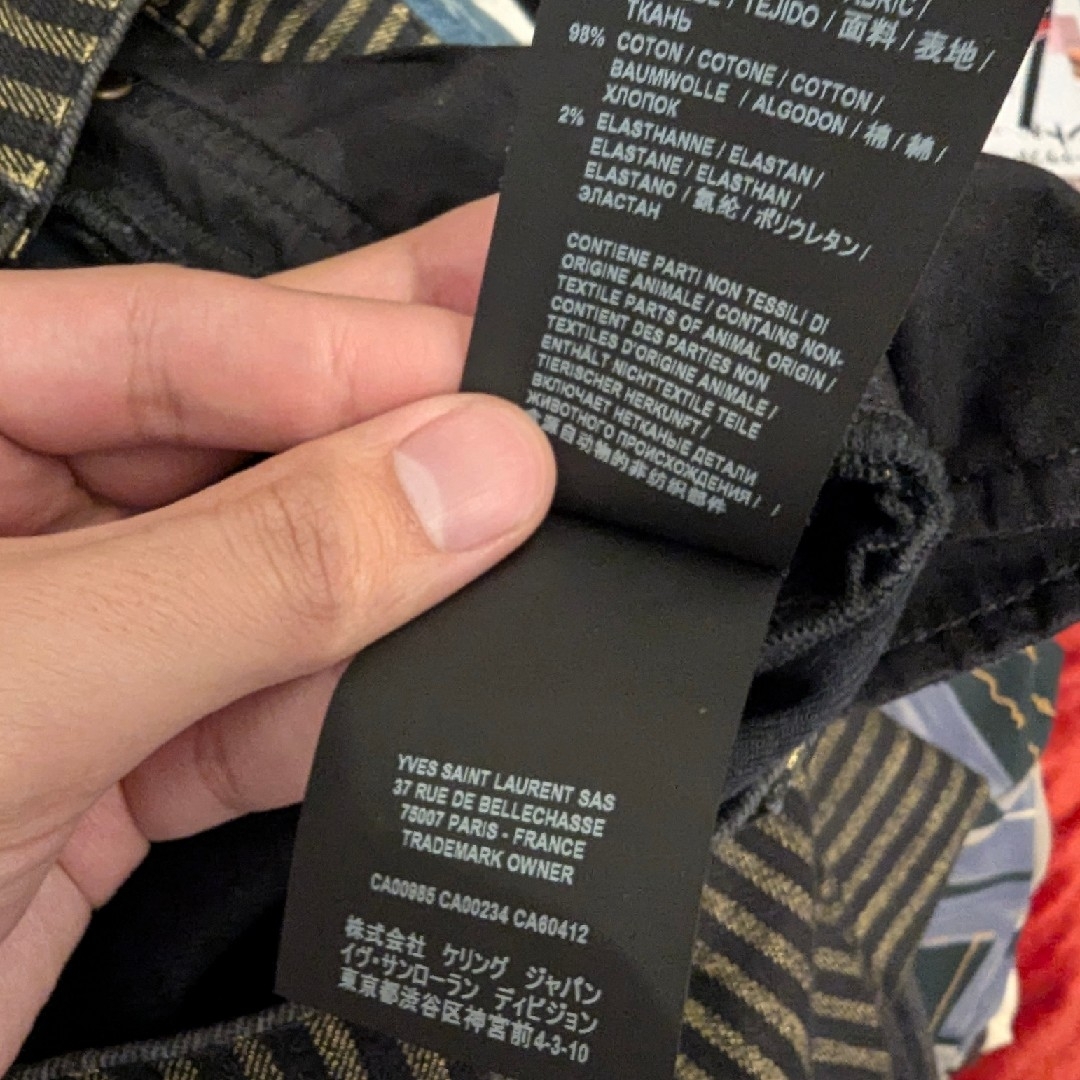 / TEJIDO / 面料 / 表地 /
ТКАНЬ
98% COTON / COTONE / COTTON /
BAUMWOLLE / ALGODON / 棉 / 綿 /
ХЛОПОК
2% ELASTHANNE / ELASTAN /
ELASTANE / ELASTHAN /
ELASTANO / 氨纶 / ポリウレタン /
ЭЛАСТАН
CONTIENE PARTI NON TESSILI DI
ORIGINE ANIMALE / CONTAINS NON-
TEXTILE PARTS OF ANIMAL ORIGIN /
CONTIENT DES PARTIES NON
TEXTILES D'ORIGINE ANIMALE /
ENTHÄLT NICHTTEXTILE TEILE
TIERISCHER HERKUNFT /
ВКЛЮЧАЕТ НЕТКАНЫЕ ДЕТАЛИ
ЖИВОТНОГО ПРОИСХОЖДЕНИЯ /
源自动物的非纺织部件 /
YVES SAINT LAURENT SAS
37 RUE DE BELLECHASSE
75007 PARIS - FRANCE
TRADEMARK OWNER
CA00985 CA00234 CA60412
株式会社 ケリング ジャパン
イヴ・サンローラン ディビジョン
東京都渋谷区神宮前4-3-10